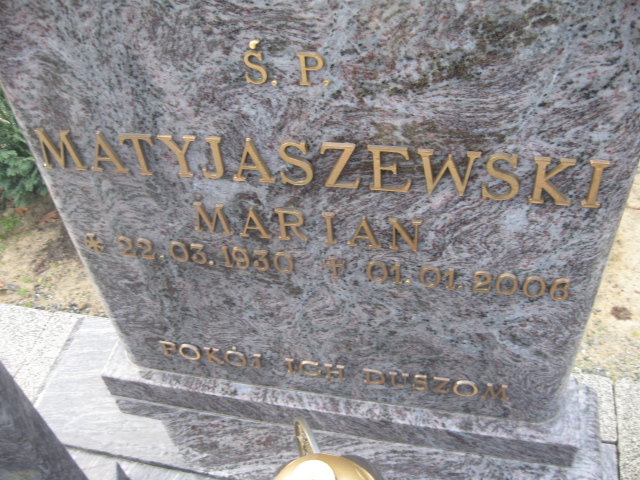 Ś. P.
MATYJASZEWSKI
MARIAN
* 22.03.1930 ✝ 01.01.2006
POKÓJ ICH DUSZOM